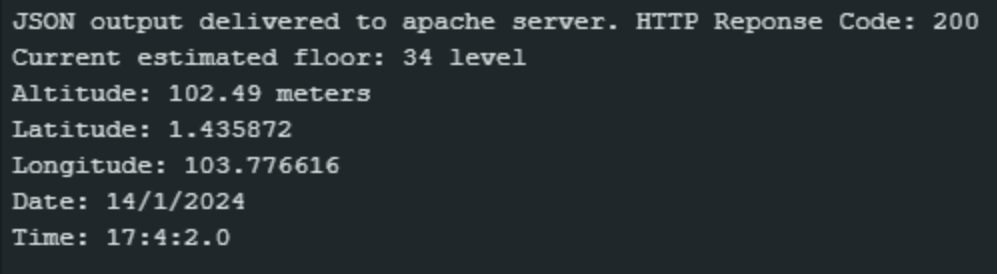 JSON output delivered to apache server. HTTP Reponse Code: 200
Current estimated floor: 34 level
Altitude: 102.49 meters
Latitude: 1.435872
Longitude: 103.776616
Date: 14/1/2024
Time: 17:4:2.0